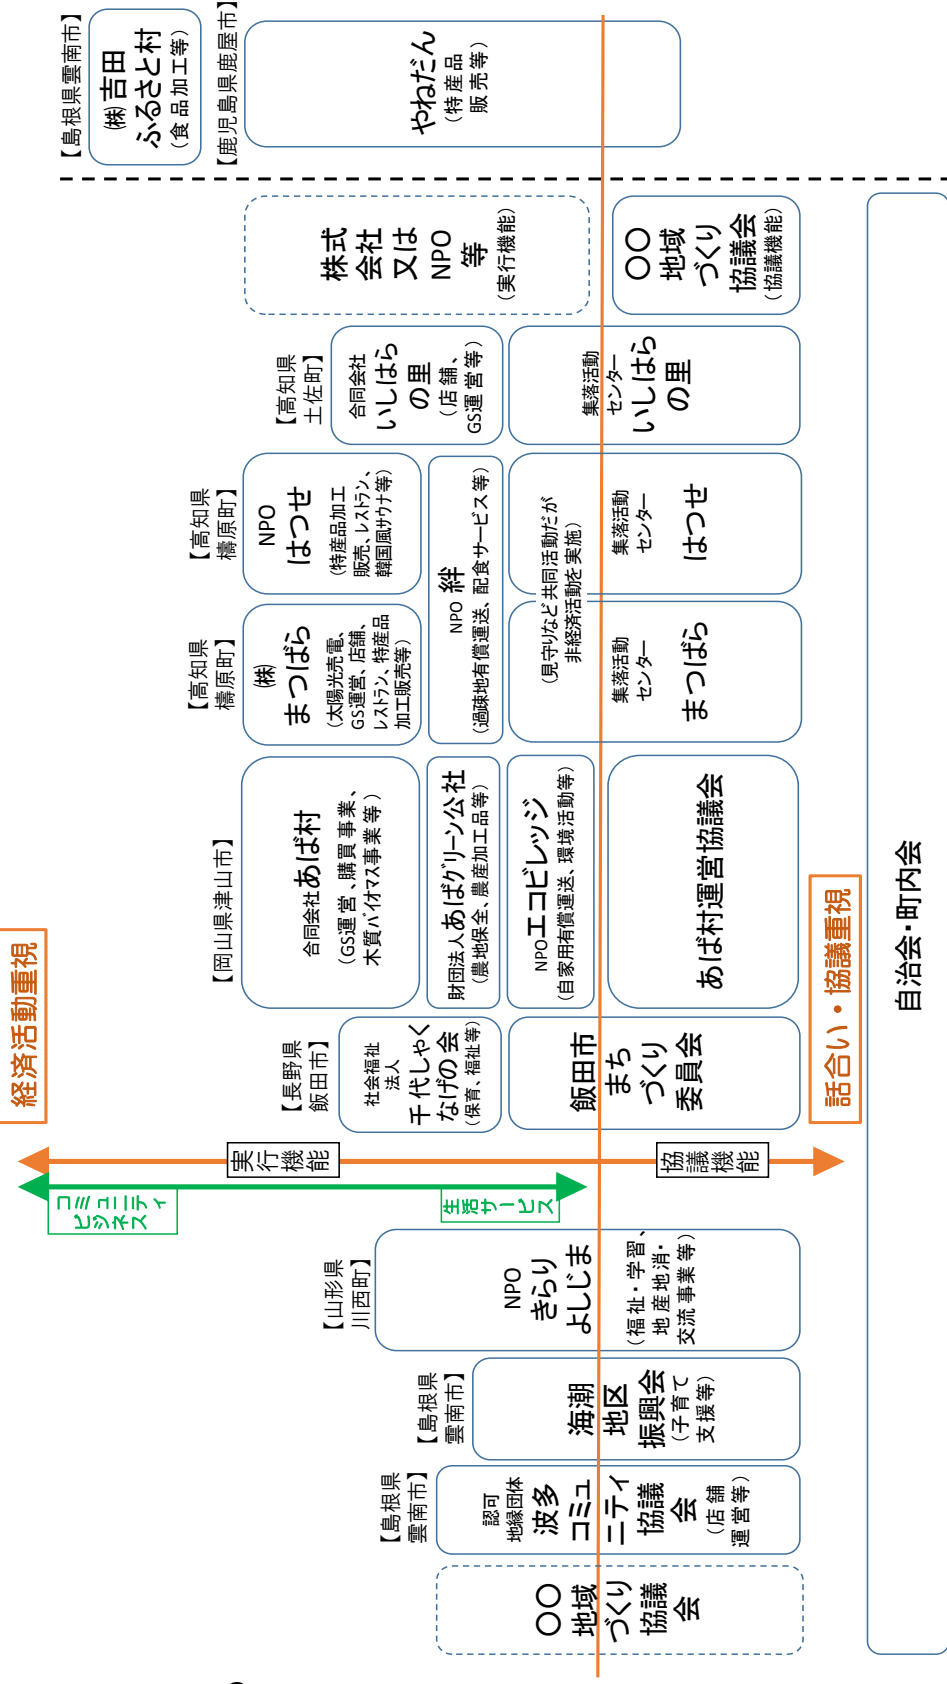 経済活動重視
コミュニティ
ビジネス
生活サービス
実行機能
協議機能
〇〇
地域
づくり
協議
会
【島根県
雲南市】
認可
地縁団体
波多
コミュ
ニティ
協議
会
（店舗
運営等）
【島根県
雲南市】
海潮
地区
振興会
（子育て
支援等）
【山形県
川西町】
NPO
きらり
よしじま
（福祉・学習、
地産地消・
交流事業等）
【長野県
飯田市】
社会福祉
法人
千代しゃく
なげの会
（保育、福祉等）
飯田市
まち
づくり
委員会
【岡山県津山市】
合同会社あば村
（GS運営、購買事業、
木質バイオマス事業等）
財団法人あばグリーン公社
（農地保全、農産加工品等）
NPOエコビレッジ
（自家用有償運送、環境活動等）
あば村運営協議会
【高知県
檮原町】
㈱
まつばら
（太陽光売電、
GS運営、店舗、
レストラン、特産品
加工販売等）
【高知県
檮原町】
NPO
はつせ
（特産品加工
販売、レストラン、
韓国風サウナ等）
NPO 絆
（過疎地有償運送、配食サービス等）
（見守りなど共同活動だが
非経済活動を実施）
集落活動
センター
まつばら
集落活動
センター
はつせ
【高知県
土佐町】
合同会社
いしはら
の里
（店舗、
GS運営等）
集落活動
センター
いしはら
の里
株式
会社
又は
NPO
等
（実行機能）
〇〇
地域
づくり
協議会
（協議機能）
【島根県雲南市】
㈱吉田
ふるさと村
（食品加工等）
【鹿児島県鹿屋市】
やねだん
（特産品
販売等）
話合い・協議重視
自治会・町内会